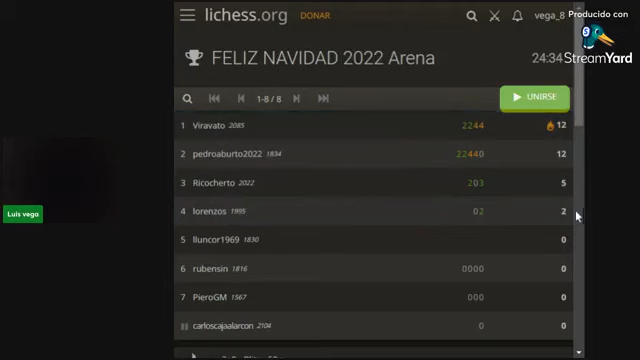 lichess.org DONAR vega_8
Producido con
StreamYard
FELIZ NAVIDAD 2022 Arena 24:34
1-8 / 8 UNIRSE
1 Viravato 2085 2244 12
2 pedroaburto2022 1834 22440 12
3 Ricocherto 2022 203 5
Luis vega
4 lorenzos 1995 02 2
5 lluncor1969 1830 0
6 rubensin 1816 0000 0
7 PieroGM 1567 000 0
carloscajaalarcon 2104 0 0